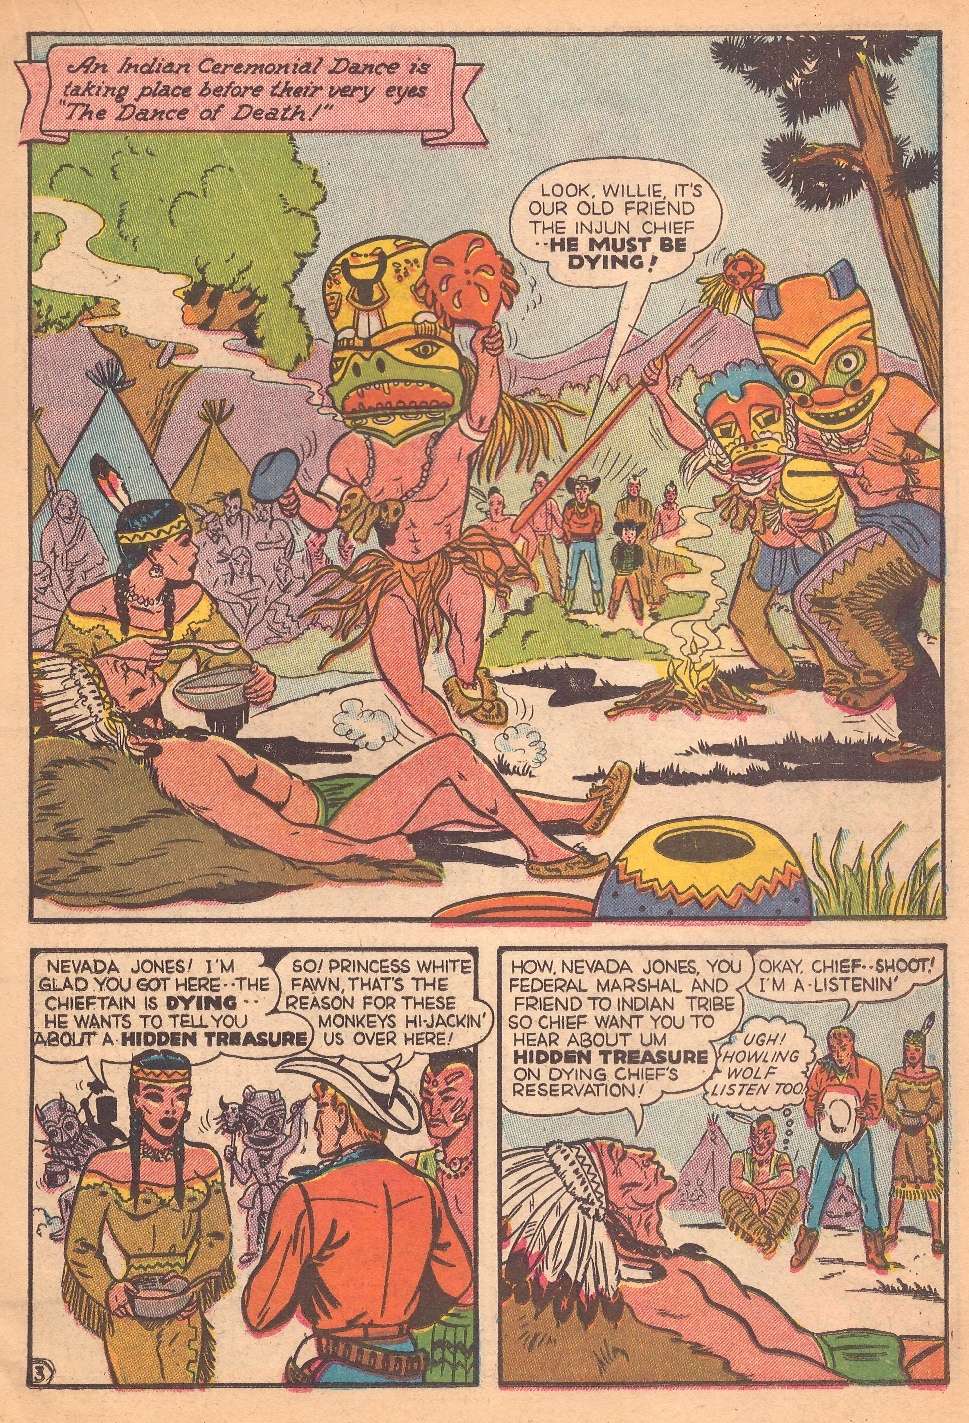 An Indian Ceremonial Dance is
taking place before their very eyes
"The Dance of Death!"
LOOK, WILLIE, IT'S
OUR OLD FRIEND
THE INJUN CHIEF
--HE MUST BE
DYING!
NEVADA JONES! I'M
GLAD YOU GOT HERE--THE
CHIEFTAIN IS DYING--
HE WANTS TO TELL YOU
ABOUT A HIDDEN TREASURE
SO! PRINCESS WHITE
FAWN, THAT'S THE
REASON FOR THESE
MONKEYS HI-JACKIN'
US OVER HERE!
HOW, NEVADA JONES, YOU
FEDERAL MARSHAL AND
FRIEND TO INDIAN TRIBE
SO CHIEF WANT YOU TO
HEAR ABOUT UM
HIDDEN TREASURE
ON DYING CHIEF'S
RESERVATION!
OKAY, CHIEF--SHOOT!
I'M A-LISTENIN'
UGH!
HOWLING
WOLF
LISTEN TOO
3